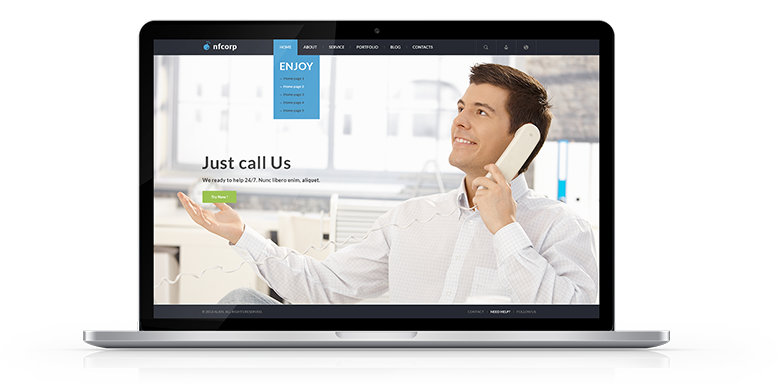 nfcorp
HOME ABOUT SERVICE PORTFOLIO BLOG CONTACTS
ENJOY
Home page 1
Home page 2
Home page 3
Home page 4
Home page 5
Just call Us
We ready to help 24/7. Nunc libero enim, aliquet.
Try Now !
ALL RIGHTS RESERVED.
CONTACT NEED HELP? FOLLOW US